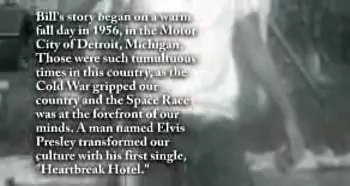 Bill's story began on a warm
fall day in 1956, in the Motor
City of Detroit, Michigan.
Those were such tumultuous
times in this country, as the
Cold War gripped our
country and the Space Race
was at the forefront of our
minds. A man named Elvis
Presley transformed our
culture with his first single,
"Heartbreak Hotel."